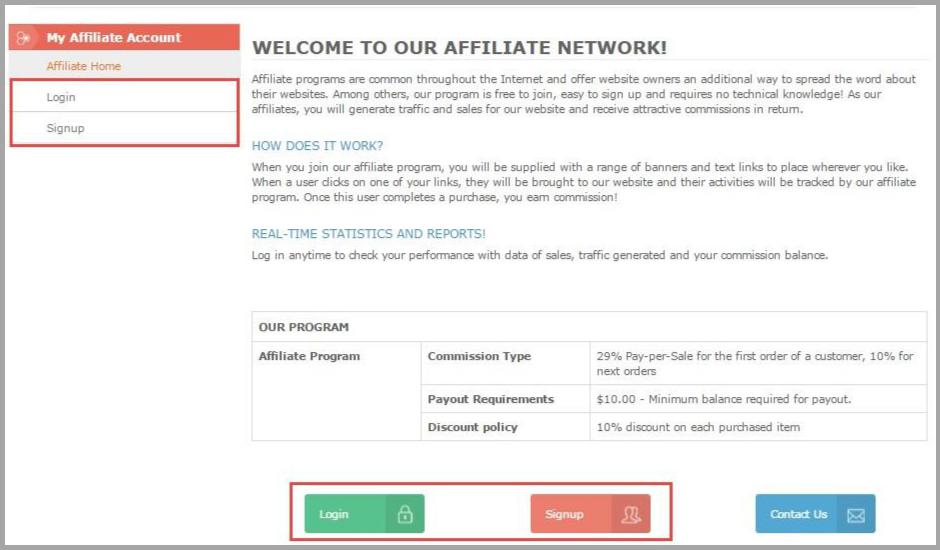 My Affiliate Account
Affiliate Home
Login
Signup
WELCOME TO OUR AFFILIATE NETWORK!
Affiliate programs are common throughout the Internet and offer website owners an additional way to spread the word about
their websites. Among others, our program is free to join, easy to sign up and requires no technical knowledge! As our
affiliates, you will generate traffic and sales for our website and receive attractive commissions in return.
HOW DOES IT WORK?
When you join our affiliate program, you will be supplied with a range of banners and text links to place wherever you like.
When a user clicks on one of your links, they will be brought to our website and their activities will be tracked by our affiliate
program. Once this user completes a purchase, you earn commission!
REAL-TIME STATISTICS AND REPORTS!
Log in anytime to check your performance with data of sales, traffic generated and your commission balance.
OUR PROGRAM
Affiliate Program
Commission Type
29% Pay-per-Sale for the first order of a customer, 10% for
next orders
Payout Requirements
$10.00 - Minimum balance required for payout.
Discount policy
10% discount on each purchased item
Login
Signup
Contact Us